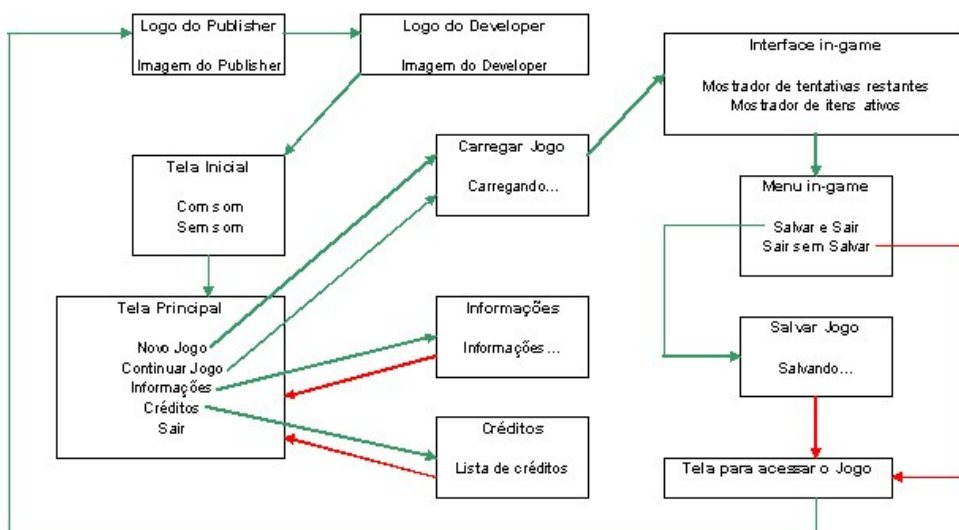 Logo do Publisher
Imagem do Publisher
Logo do Developer
Imagem do Developer
Interface in-game
Mostrador de tentativas restantes
Mostrador de itens ativos
Tela Inicial
Com som
Sem som
Carregar Jogo
Carregando...
Menu in-game
Salvar e Sair
Sair sem Salvar
Tela Principal
Novo Jogo
Continuar Jogo
Informações
Créditos
Sair
Informações
Informações...
Salvar Jogo
Salvando...
Créditos
Lista de créditos
Tela para acessar o Jogo